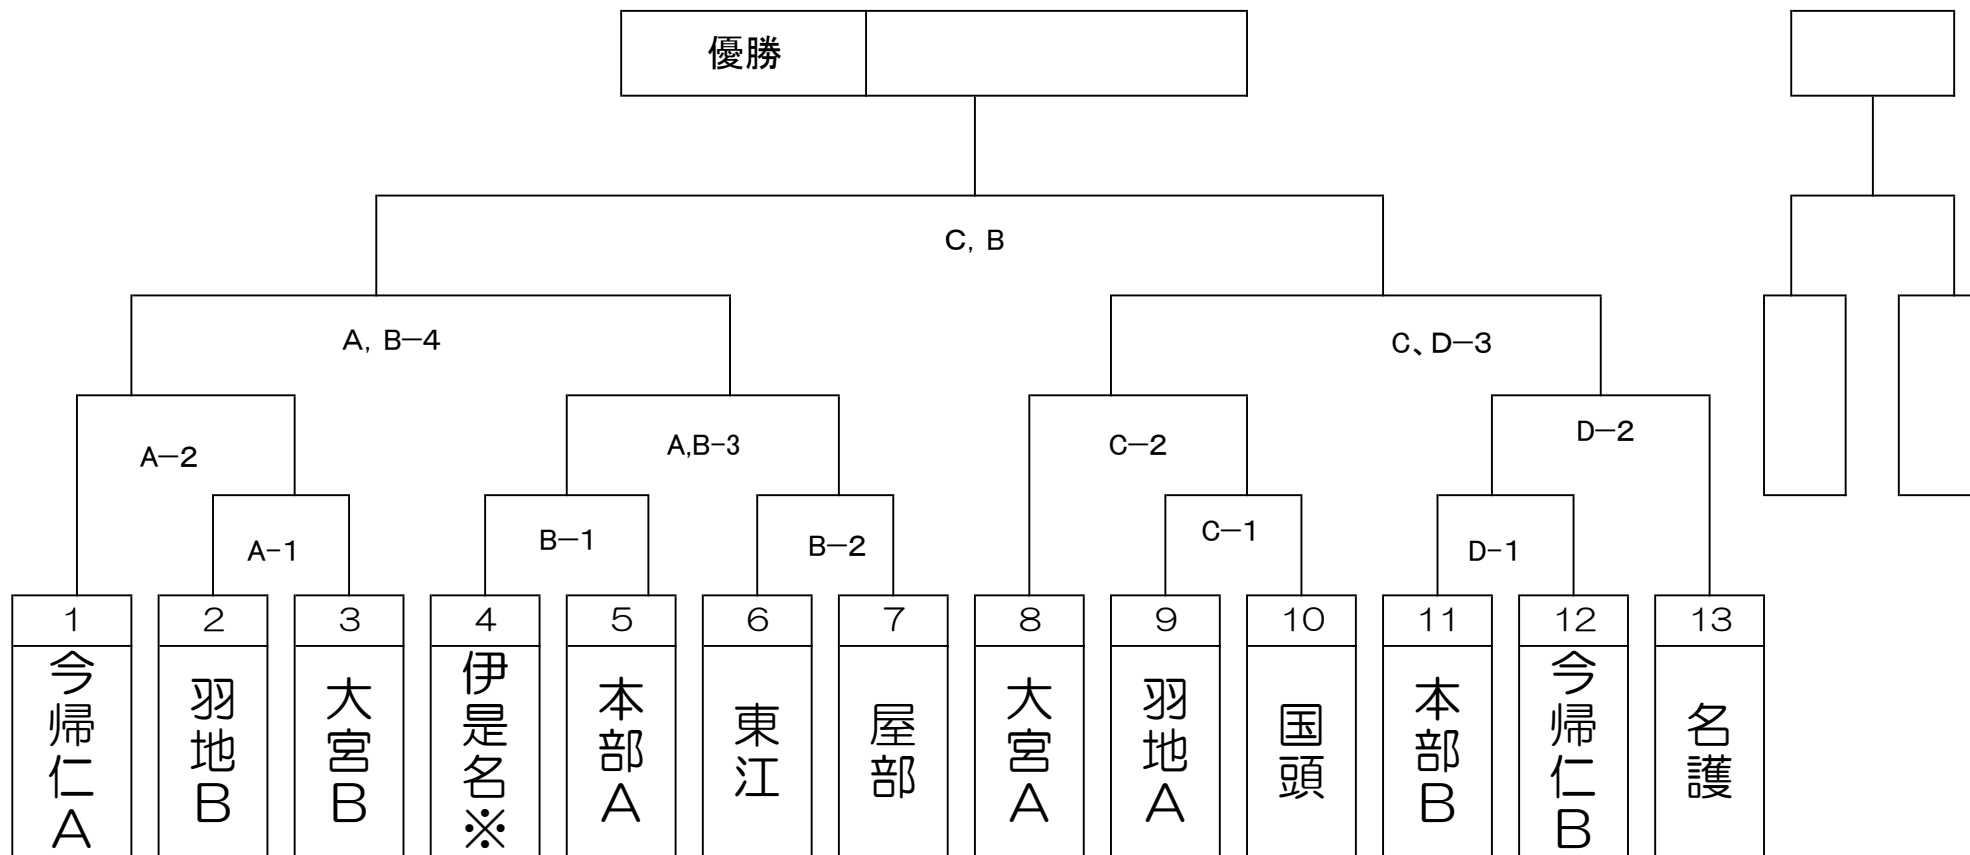 優勝
C, B
A, B−4
C、D−3
A−2
A,B-3
C−2
D−2
A-1
B−1
B−2
C−1
D-1
1
2
3
4
5
6
7
8
9
10
11
12
13
今帰仁A
羽地B
大宮B
伊是名※
本部A
東江
屋部
大宮A
羽地A
国頭
本部B
今帰仁B
名護